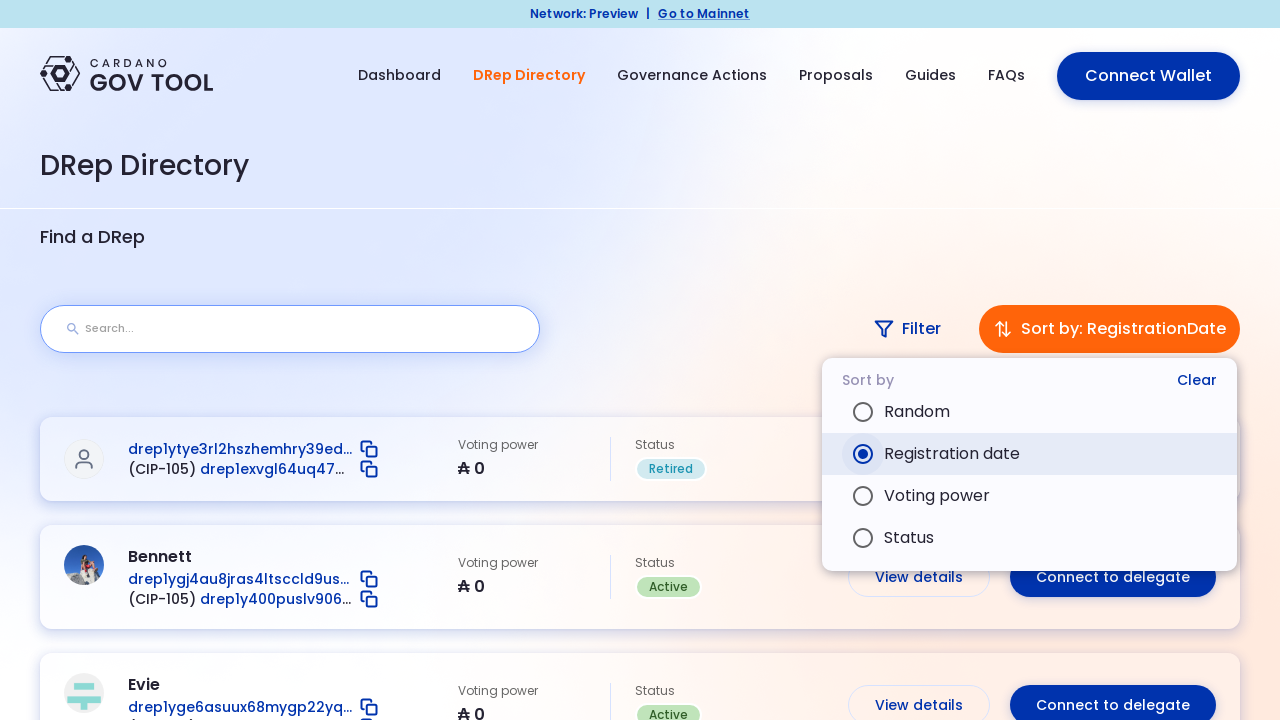 Network: Preview | Go to Mainnet
CARDANO
GOV TOOL
Dashboard
DRep Directory
Governance Actions
Proposals
Guides
FAQs
Connect Wallet
DRep Directory
Find a DRep
Search...
Filter
Sort by: RegistrationDate
Sort by
Clear
Random
Registration date
Voting power
Status
drep1ytye3rl2hszhemhry39ed...
(CIP-105) drep1exvgl64uq47...
Voting power
₳ 0
Status
Retired
Bennett
drep1ygj4au8jras4ltsccld9us...
(CIP-105) drep1y400puslv906...
Voting power
₳ 0
Status
Active
View details
Connect to delegate
Evie
drep1yge6asuux68mygp22yq...
Voting power
₳ 0
Status
Active
View details
Connect to delegate